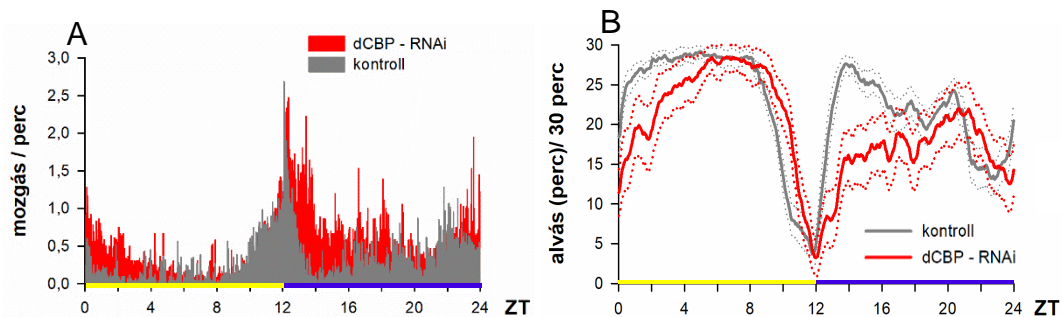 A
dCBP - RNAi
kontroll
mozgás / perc
3,0
2,5
2,0
1,5
1,0
0,5
0,0
0 4 8 12 16 20 24 ZT
B
alvás (perc)/ 30 perc
30
25
20
15
10
5
0
kontroll
dCBP - RNAi
0 4 8 12 16 20 24 ZT